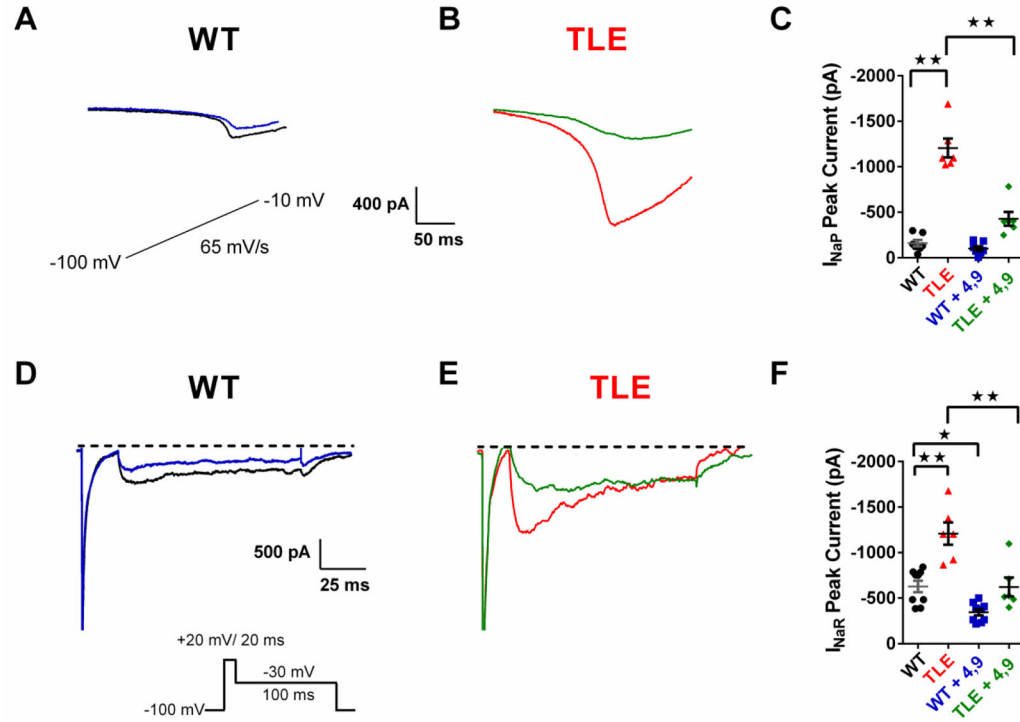 A
WT
B
TLE
C
★★
★★
-2000
-1500
-1000
-500
0
I_NaP Peak Current (pA)
WT
TLE
WT + 4,9
TLE + 4,9
-100 mV
-10 mV
65 mV/s
400 pA
50 ms
D
WT
E
TLE
F
★★
★
★★
-2000
-1500
-1000
-500
0
I_NaR Peak Current (pA)
WT
TLE
WT + 4,9
TLE + 4,9
500 pA
25 ms
+20 mV/ 20 ms
-30 mV
100 ms
-100 mV